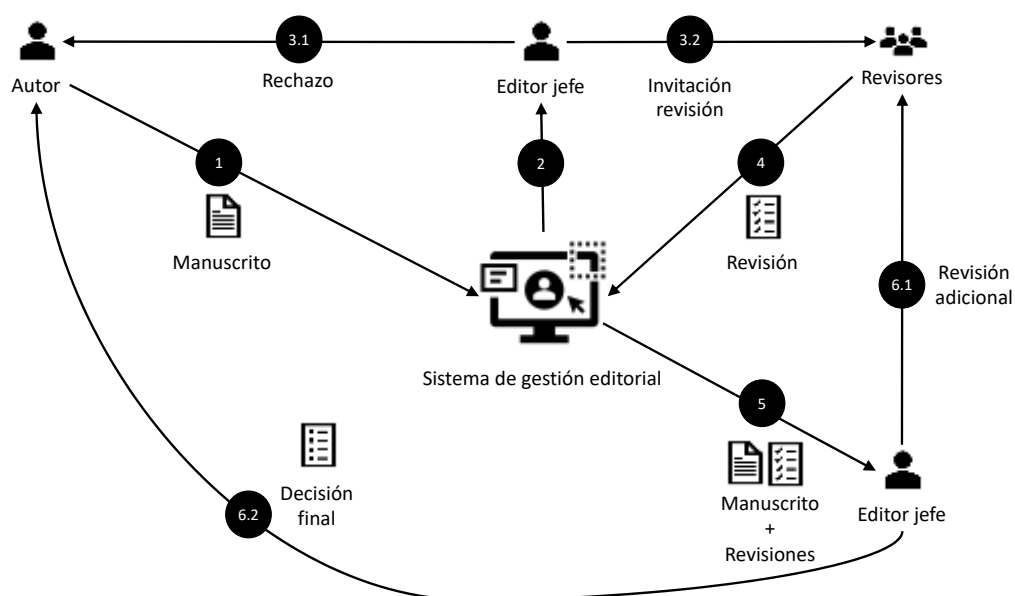 3.1
3.2
Autor
Rechazo
Editor jefe
Invitación
revisión
Revisores
1
2
4
Manuscrito
Revisión
6.1
Revisión
adicional
Sistema de gestión editorial
5
Decisión
final
6.2
Manuscrito
+
Revisiones
Editor jefe